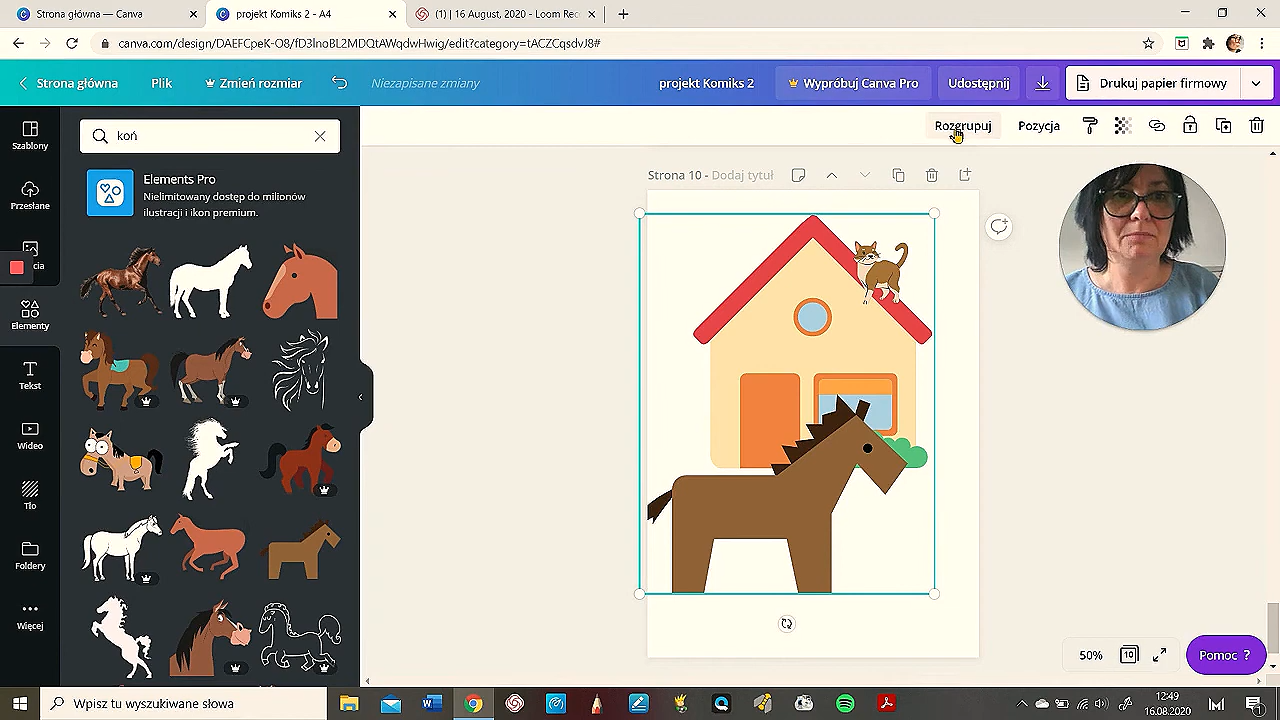 Strona główna — Canva
projekt Komiks 2 - A4
(1) | 16 August, 2020 - Loom Rec
canva.com/design/DAEFCpeK-O8/fD3lnoBL2MDQtAWqdwHwig/edit?category=tACZCqsdvJ8#
Strona główna
Plik
Zmień rozmiar
Niezapisane zmiany
projekt Komiks 2
Wypróbuj Canva Pro
Udostępnij
Drukuj papier firmowy
Rozgrupuj
Pozycja
Szablony
Przesłane
cia
Elementy
Tekst
Wideo
Tło
Foldery
Więcej
koń
Elements Pro
Nielimitowany dostęp do milionów
ilustracji i ikon premium.
Strona 10 - Dodaj tytuł
50%
10
Pomoc ?
Wpisz tu wyszukiwane słowa
12:49
16.08.2020